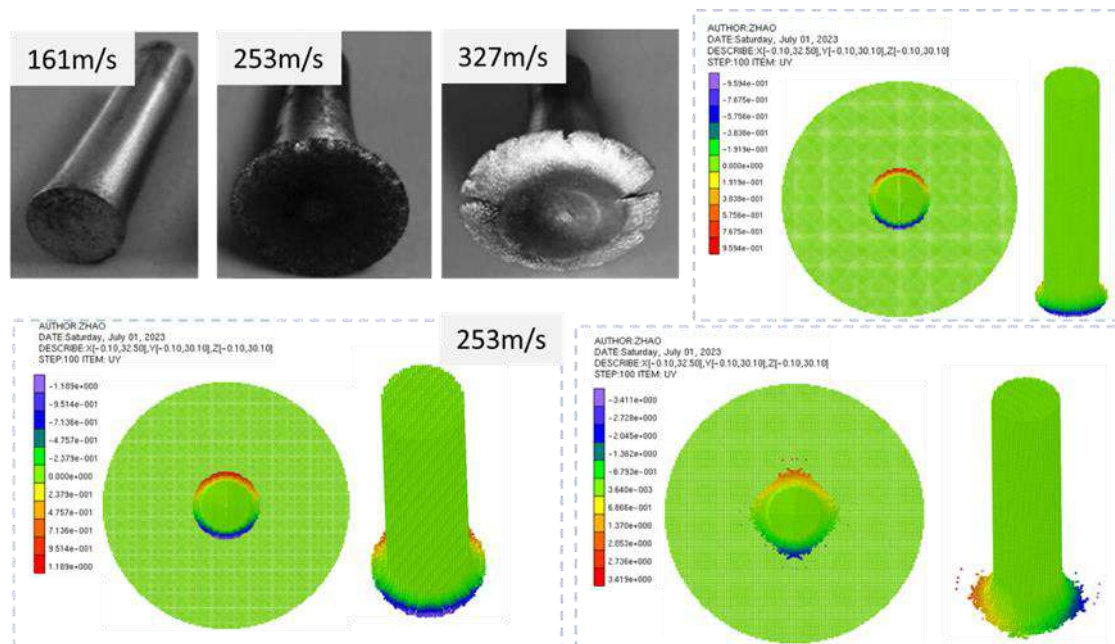 161m/s
253m/s
327m/s
AUTHOR:ZHAO
DATE:Saturday, July 01, 2023
DESCRIBE:X[-0.10,32.50],Y[-0.10,30.10],Z[-0.10,30.10]
STEP:100 ITEM: UY
-9.594e-001
-7.675e-001
-5.756e-001
-3.838e-001
-1.919e-001
0.000e+000
1.919e-001
3.838e-001
5.756e-001
7.675e-001
9.594e-001
253m/s
AUTHOR:ZHAO
DATE:Saturday, July 01, 2023
DESCRIBE:X[-0.10,32.50],Y[-0.10,30.10],Z[-0.10,30.10]
STEP:100 ITEM: UY
-1.189e+000
-9.514e-001
-7.136e-001
-4.757e-001
-2.379e-001
0.000e+000
2.379e-001
4.757e-001
7.136e-001
9.514e-001
1.189e+000
AUTHOR:ZHAO
DATE:Saturday, July 01, 2023
DESCRIBE:X[-0.10,32.50],Y[-0.10,30.10],Z[-0.10,30.10]
STEP:100 ITEM: UY
-3.411e+000
-2.728e+000
-2.045e+000
-1.362e+000
-6.793e-001
3.640e-003
6.866e-001
1.370e+000
2.053e+000
2.736e+000
3.419e+000